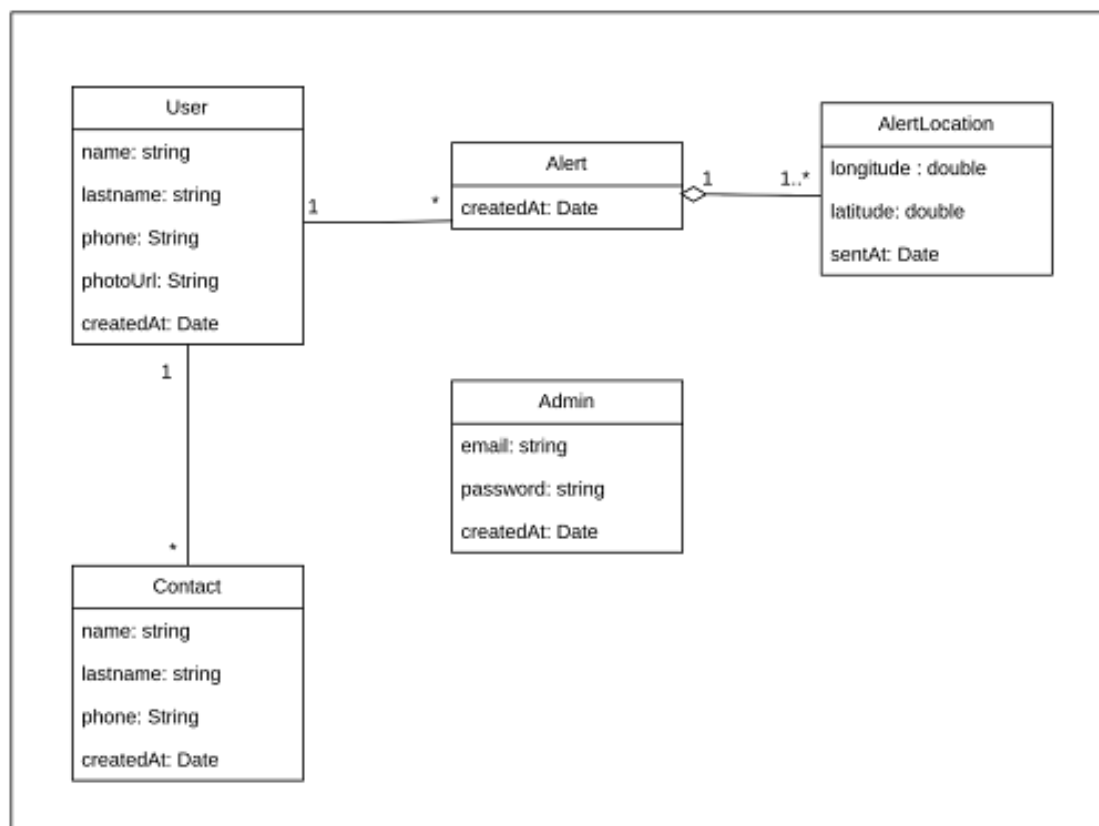 User
name: string
lastname: string
phone: String
photoUrl: String
createdAt: Date
1
*
Alert
createdAt: Date
1
1..*
AlertLocation
longitude : double
latitude: double
sentAt: Date
1
*
Admin
email: string
password: string
createdAt: Date
Contact
name: string
lastname: string
phone: String
createdAt: Date